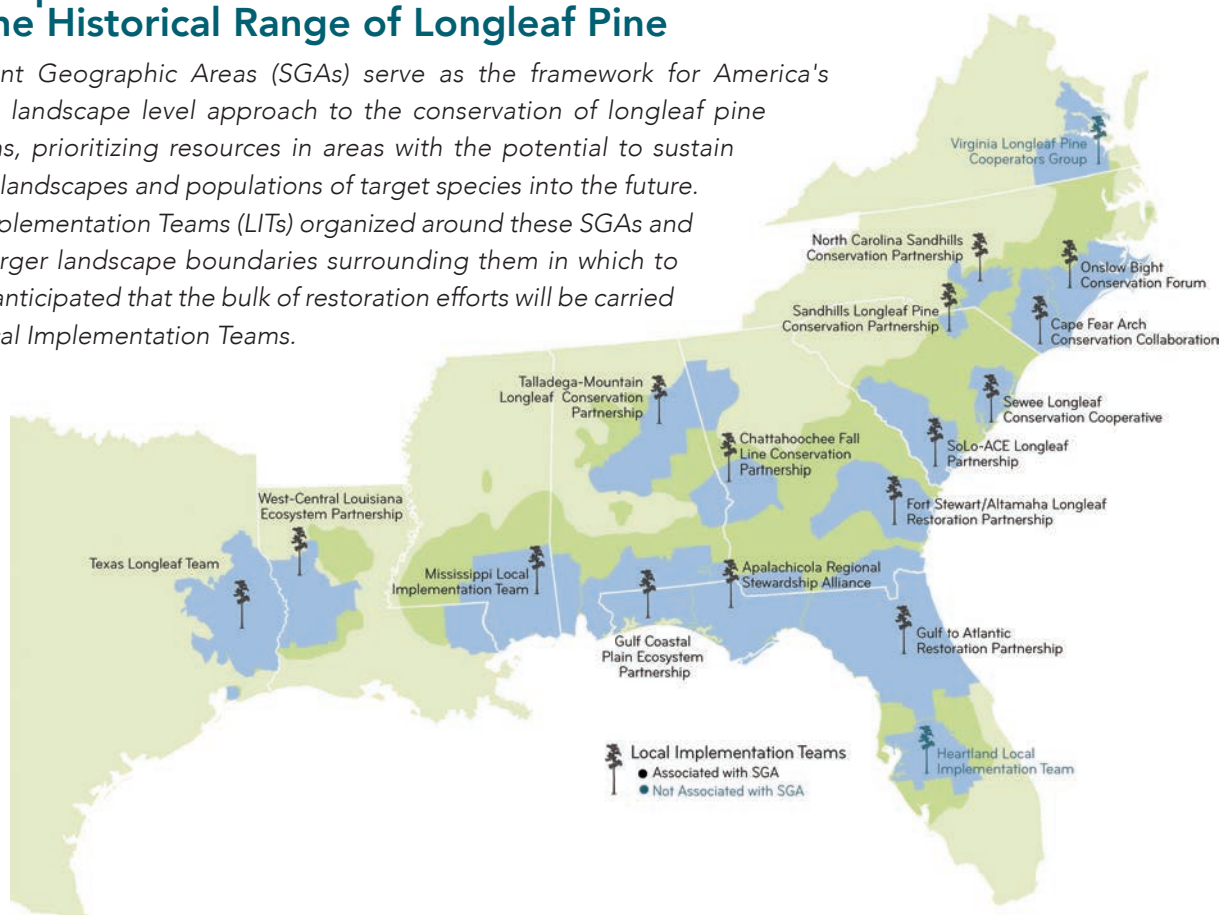 he Historical Range of Longleaf Pine
nt Geographic Areas (SGAs) serve as the framework for America's
landscape level approach to the conservation of longleaf pine
s, prioritizing resources in areas with the potential to sustain
landscapes and populations of target species into the future.
plementation Teams (LITs) organized around these SGAs and
rger landscape boundaries surrounding them in which to
anticipated that the bulk of restoration efforts will be carried
cal Implementation Teams.
Virginia Longleaf Pine
Cooperators Group
North Carolina Sandhills
Conservation Partnership
Onslow Bight
Conservation Forum
Sandhills Longleaf Pine
Conservation Partnership
Cape Fear Arch
Conservation Collaboration
Talladega-Mountain
Longleaf Conservation
Partnership
Sewee Longleaf
Conservation Cooperative
Chattahoochee Fall
Line Conservation
Partnership
SoLo-ACE Longleaf
Partnership
West-Central Louisiana
Ecosystem Partnership
Fort Stewart/Altamaha Longleaf
Restoration Partnership
Texas Longleaf Team
Mississippi Local
Implementation Team
Apalachicola Regional
Stewardship Alliance
Gulf Coastal
Plain Ecosystem
Partnership
Gulf to Atlantic
Restoration Partnership
Heartland Local
Implementation Team
Local Implementation Teams
Associated with SGA
Not Associated with SGA